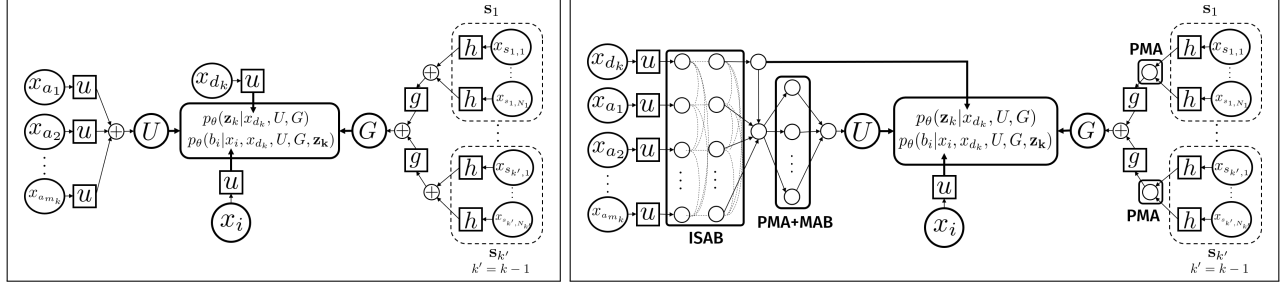 s_1
x_{a_1} u
x_{a_2} u
⋮
x_{a_{m_k}} u
⊕ U
x_{d_k} u
p_θ(z_k|x_{d_k}, U, G)
p_θ(b_i|x_i, x_{d_k}, U, G, z_k)
u
x_i
G ⊕
g ⊕
g ⊕
h x_{s_{1,1}}
⋮
h x_{s_{1,N_1}}
⋮
h x_{s_{k',1}}
⋮
h x_{s_{k',N_{k'}}}
s_{k'}
k' = k − 1
s_1
x_{d_k} u
x_{a_1} u
x_{a_2} u
⋮
x_{a_{m_k}} u
ISAB
PMA+MAB
U
p_θ(z_k|x_{d_k}, U, G)
p_θ(b_i|x_i, x_{d_k}, U, G, z_k)
u
x_i
G ⊕
g
g
PMA
PMA
h x_{s_{1,1}}
⋮
h x_{s_{1,N_1}}
⋮
h x_{s_{k',1}}
⋮
h x_{s_{k',N_{k'}}}
s_{k'}
k' = k − 1